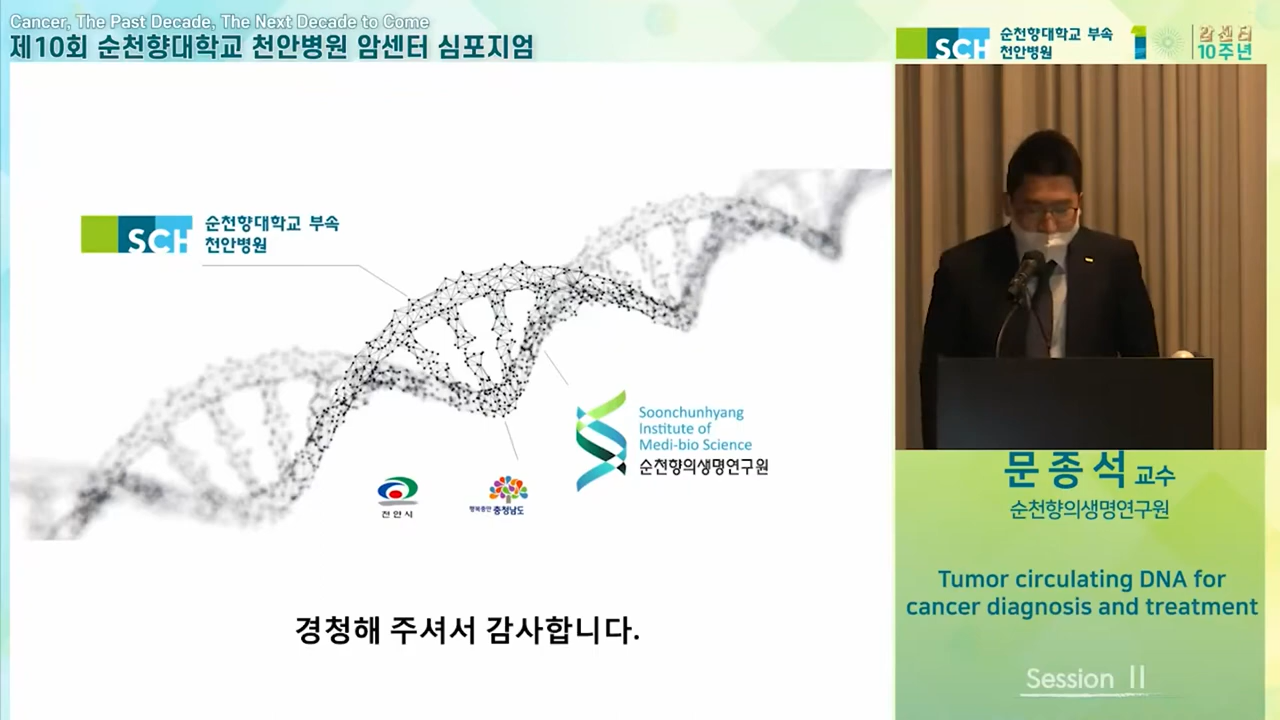 Cancer, The Past Decade, The Next Decade to Come
제10회 순천향대학교 천안병원 암센터 심포지엄
SCH
순천향대학교 부속
천안병원
1
암센터
10주년
SCH
순천향대학교 부속
천안병원
Soonchunhyang
Institute of
Medi-bio Science
순천향의생명연구원
천안시
행복충만 충청남도
경청해 주셔서 감사합니다.
문종석 교수
순천향의생명연구원
Tumor circulating DNA for
cancer diagnosis and treatment
Session II